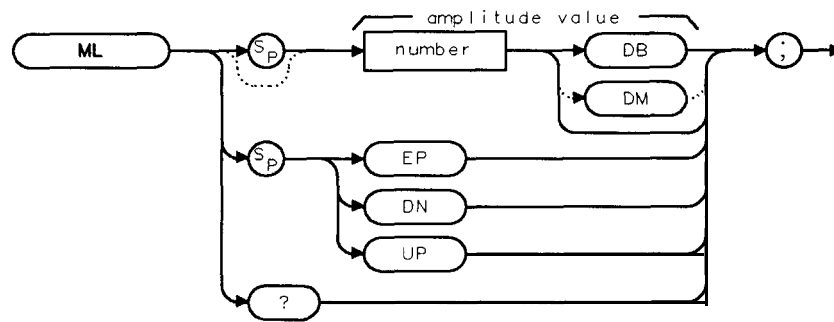 amplitude value
ML
SP
number
DB
;
DM
SP
EP
DN
UP
?